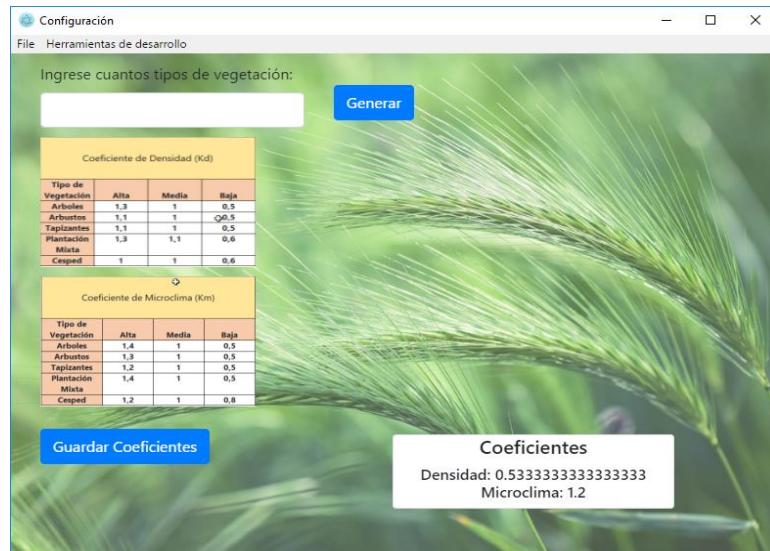 Configuración
File Herramientas de desarrollo
Ingrese cuantos tipos de vegetación:
Generar
Coeficiente de Densidad (Kd)
Tipo de
Vegetación Alta Media Baja
Arboles 1,3 1 0,5
Arbustos 1,1 1 0,5
Tapizantes 1,1 1 0,5
Plantación 1,3 1,1 0,6
Mixta
Cesped 1 1 0,6
Coeficiente de Microclima (Km)
Tipo de
Vegetación Alta Media Baja
Arboles 1,4 1 0,5
Arbustos 1,3 1 0,5
Tapizantes 1,2 1 0,5
Plantación 1,4 1 0,5
Mixta
Cesped 1,2 1 0,8
Guardar Coeficientes
Coeficientes
Densidad: 0.5333333333333333
Microclima: 1.2